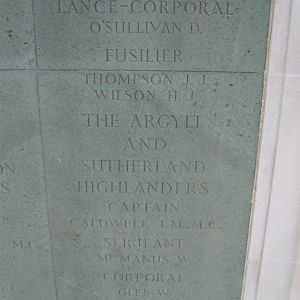 LANCE-CORPORAL
O'SULLIVAN D.
FUSILIER
THOMPSON J. J.
WILSON H. J.
THE ARGYLL
AND
SUTHERLAND
HIGHLANDERS
CAPTAIN
CALDWELL J.M., M.C.
SERJEANT
McMANUS W.
CORPORAL
GLEN W.
M.C.